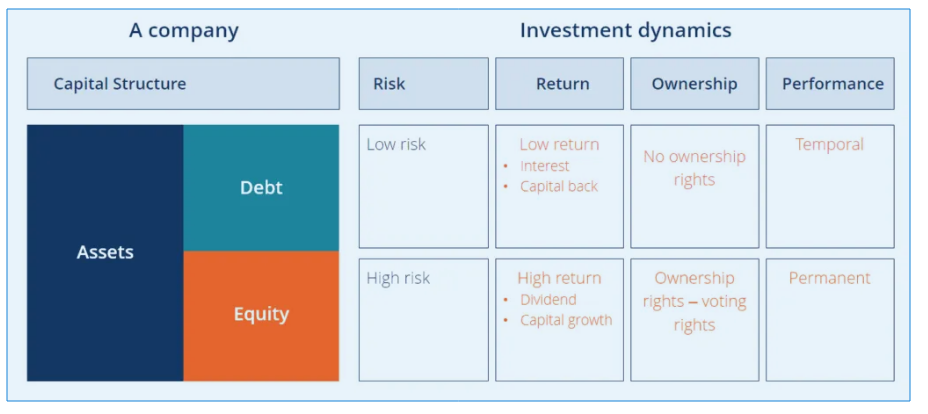 A company
Investment dynamics
Capital Structure
Risk
Return
Ownership
Performance
Assets
Debt
Low risk
Low return
• Interest
• Capital back
No ownership
rights
Temporal
Equity
High risk
High return
• Dividend
• Capital growth
Ownership
rights – voting
rights
Permanent